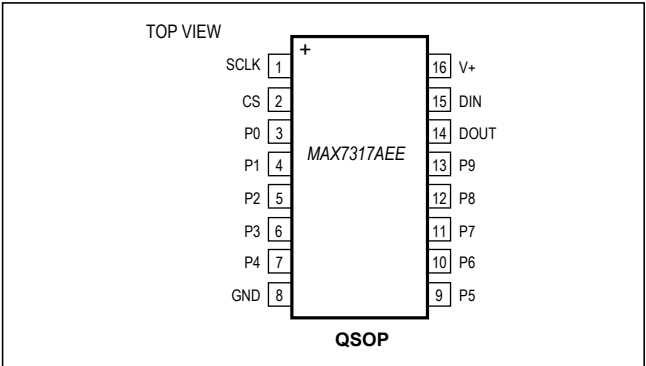 TOP VIEW
+
SCLK 1 16 V+
CS 2 15 DIN
P0 3 14 DOUT
P1 4 MAX7317AEE 13 P9
P2 5 12 P8
P3 6 11 P7
P4 7 10 P6
GND 8 9 P5
QSOP